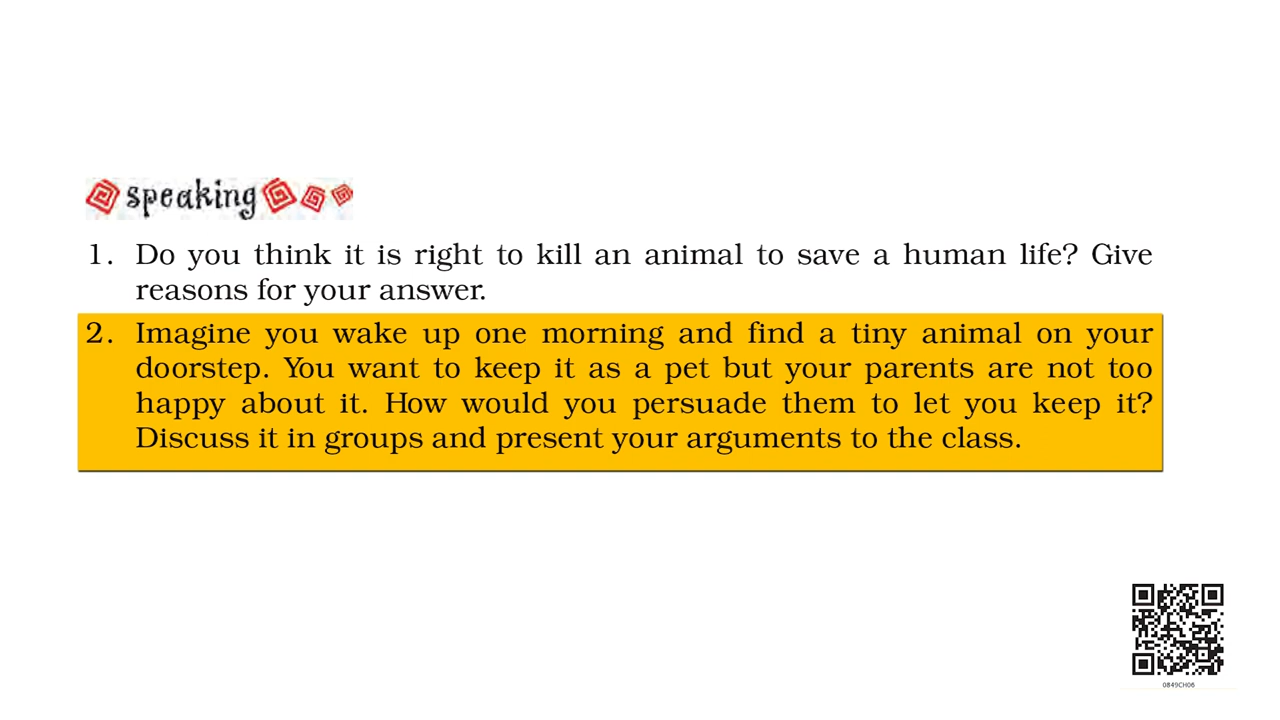 speaking
1. Do you think it is right to kill an animal to save a human life? Give
reasons for your answer.
2. Imagine you wake up one morning and find a tiny animal on your
doorstep. You want to keep it as a pet but your parents are not too
happy about it. How would you persuade them to let you keep it?
Discuss it in groups and present your arguments to the class.
0849CH06